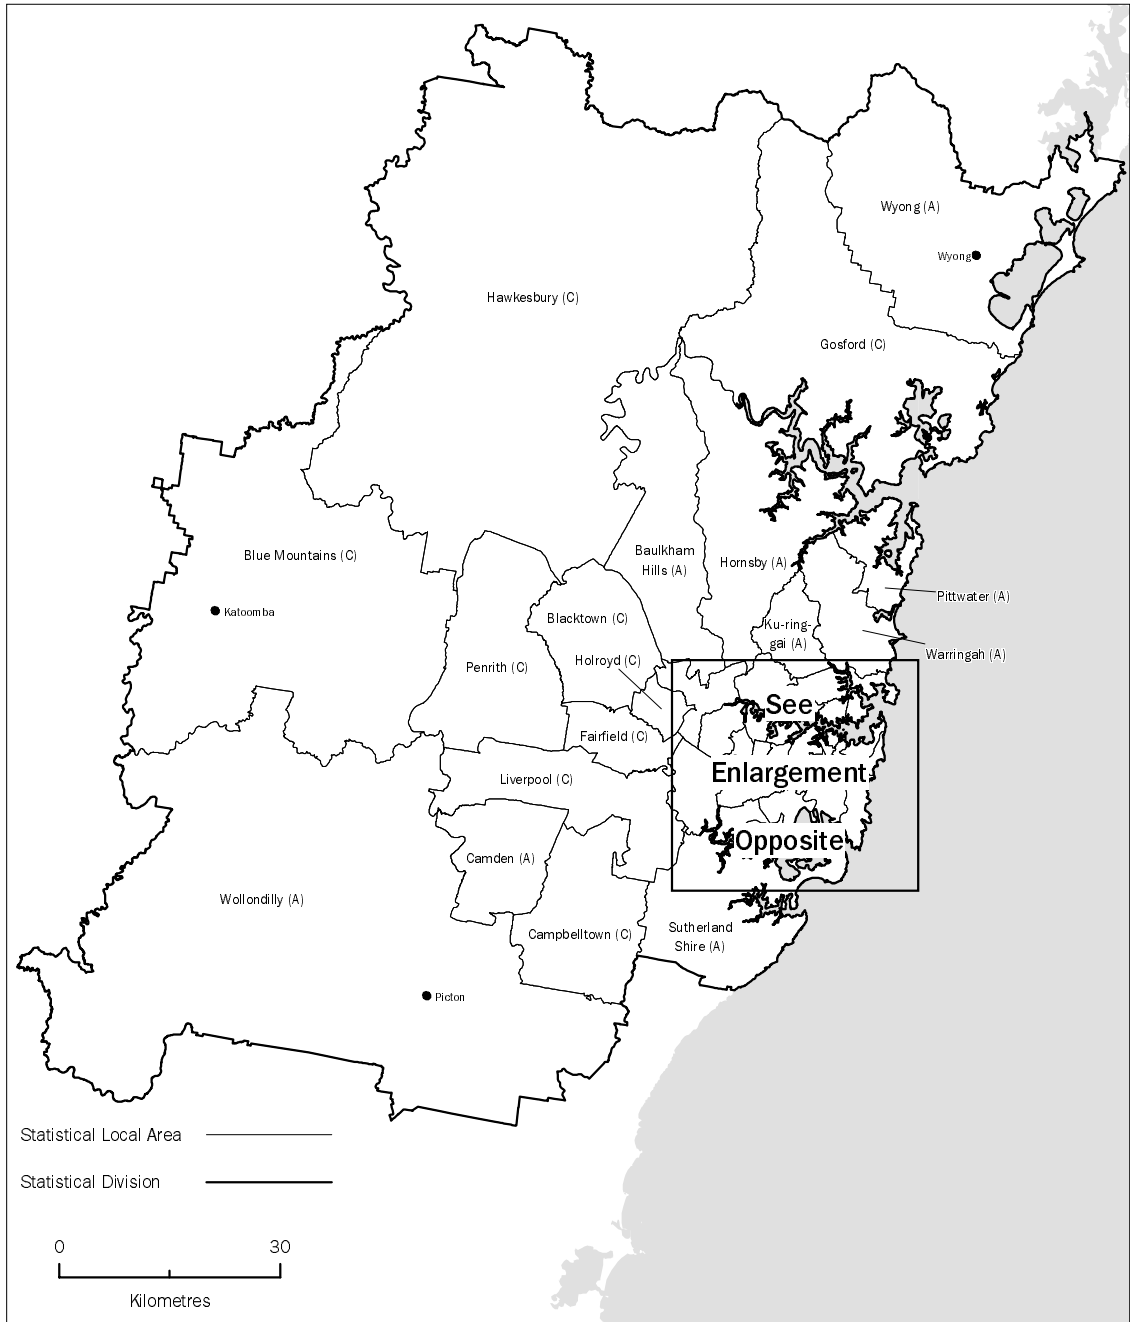 Wyong (A)
Wyong
Hawkesbury (C)
Gosford (C)
Baulkham
Hills (A)
Hornsby (A)
Blue Mountains (C)
Katoomba
Pittwater (A)
Blacktown (C)
Ku-ring-
gai (A)
Warringah (A)
Holroyd (C)
Penrith (C)
See
Fairfield (C)
Enlargement
Liverpool (C)
Opposite
Camden (A)
Wollondilly (A)
Campbelltown (C)
Sutherland
Shire (A)
Picton
Statistical Local Area
Statistical Division
0 30
Kilometres